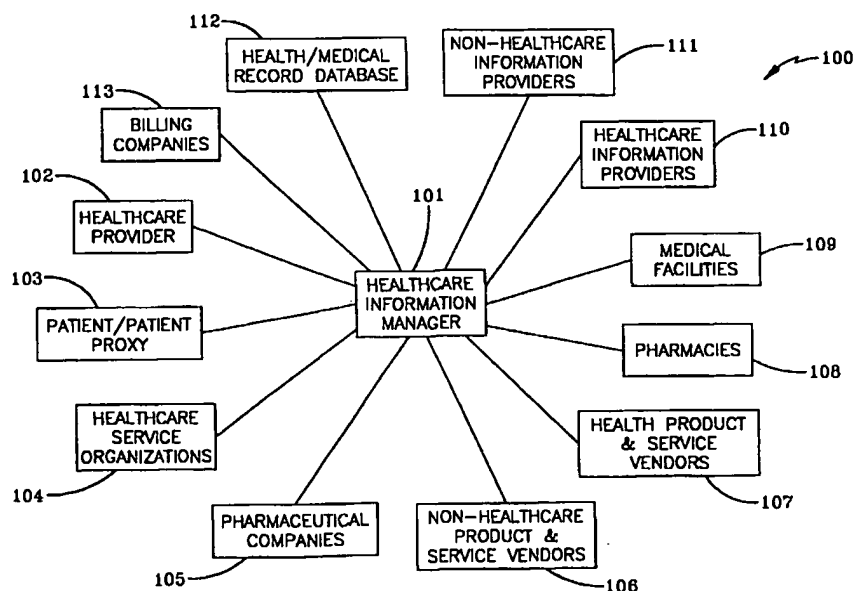 112
HEALTH/MEDICAL
RECORD DATABASE
NON-HEALTHCARE
INFORMATION
PROVIDERS
111
100
113
BILLING
COMPANIES
HEALTHCARE
INFORMATION
PROVIDERS
110
102
HEALTHCARE
PROVIDER
101
HEALTHCARE
INFORMATION
MANAGER
MEDICAL
FACILITIES
109
103
PATIENT/PATIENT
PROXY
PHARMACIES
108
HEALTHCARE
SERVICE
ORGANIZATIONS
104
HEALTH PRODUCT
& SERVICE
VENDORS
107
PHARMACEUTICAL
COMPANIES
105
NON-HEALTHCARE
PRODUCT &
SERVICE VENDORS
106